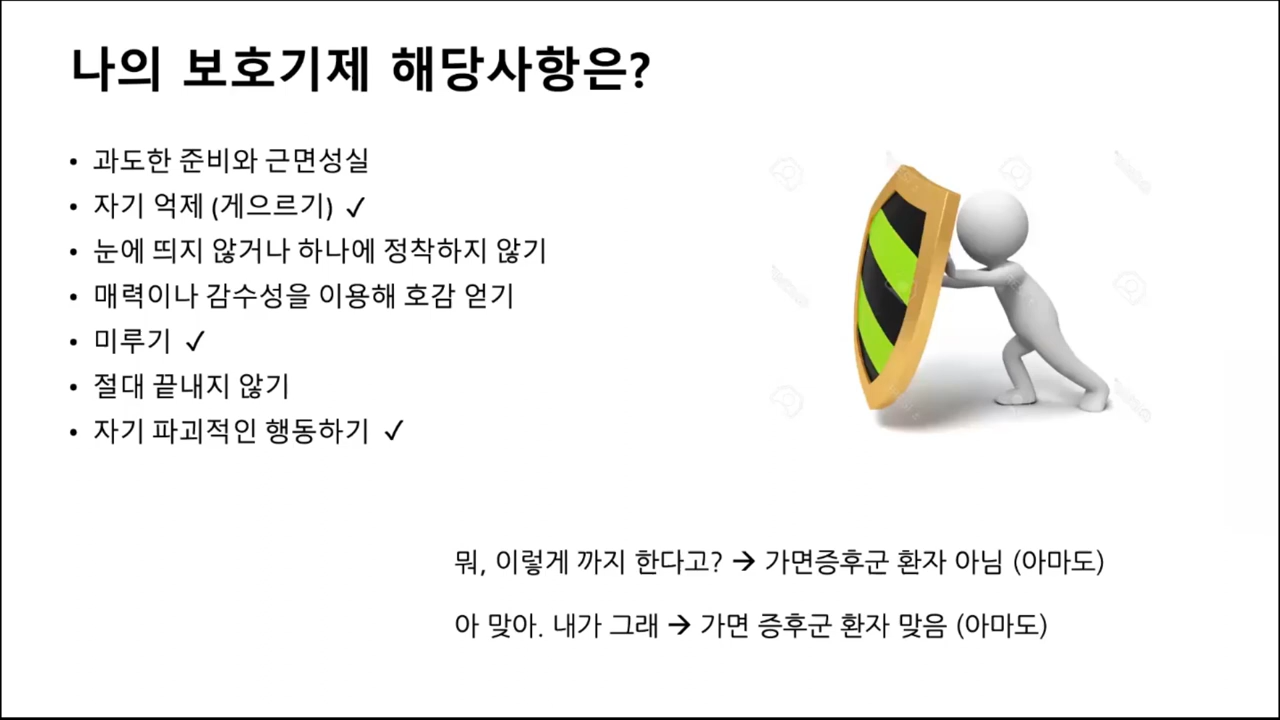 나의 보호기제 해당사항은?
• 과도한 준비와 근면성실
• 자기 억제 (게으르기) ✓
• 눈에 띄지 않거나 하나에 정착하지 않기
• 매력이나 감수성을 이용해 호감 얻기
• 미루기 ✓
• 절대 끝내지 않기
• 자기 파괴적인 행동하기 ✓
뭐, 이렇게 까지 한다고? → 가면증후군 환자 아님 (아마도)
아 맞아. 내가 그래 → 가면 증후군 환자 맞음 (아마도)